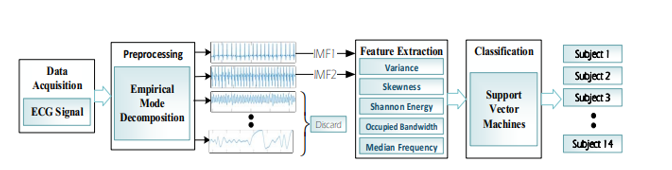 Data
Acquisition
ECG Signal
Preprocessing
Empirical
Mode
Decomposition
IMF1
IMF2
Discard
Feature Extraction
Variance
Skewness
Shannon Energy
Occupied Bandwidth
Median Frequency
Classification
Support
Vector
Machines
Subject 1
Subject 2
Subject 3
Subject 14